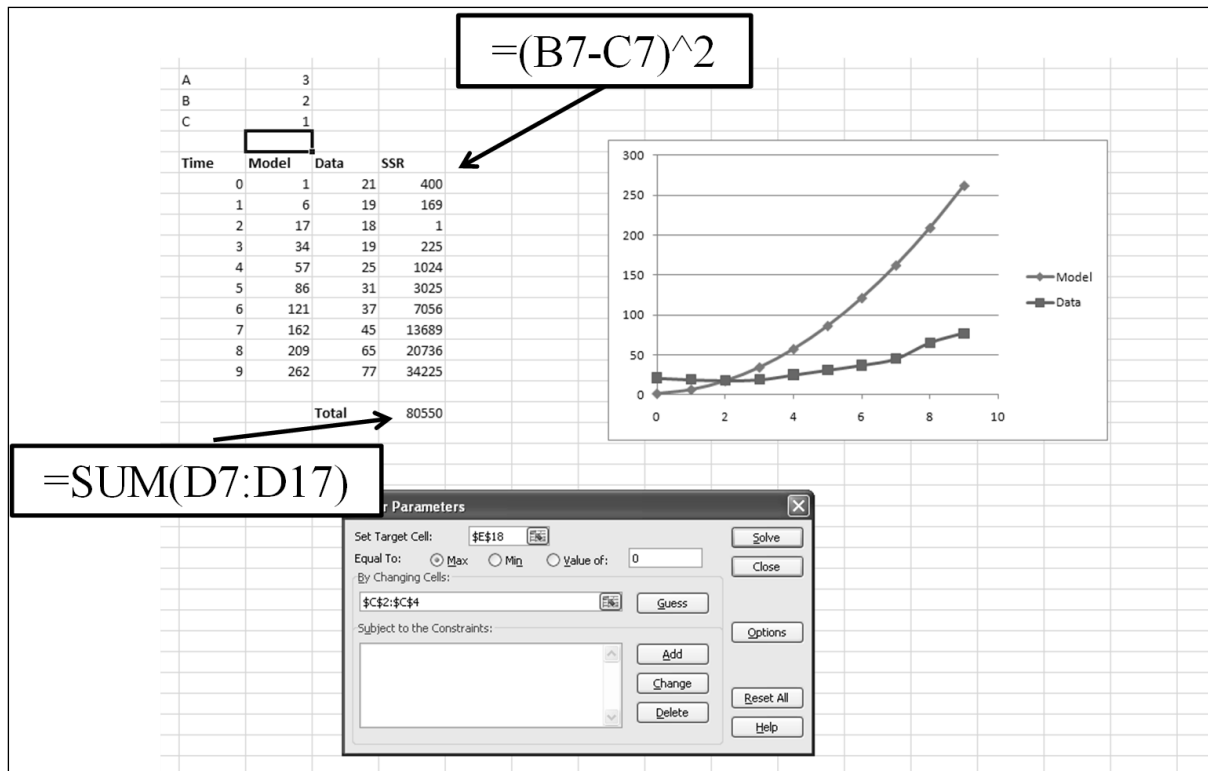 =(B7-C7)^2
A 3
B 2
C 1
Time Model Data SSR
0 1 21 400
1 6 19 169
2 17 18 1
3 34 19 225
4 57 25 1024
5 86 31 3025
6 121 37 7056
7 162 45 13689
8 209 65 20736
9 262 77 34225
Total 80550
300
250
200
150
100
50
0
0 2 4 6 8 10
Model
Data
=SUM(D7:D17)
r Parameters
Set Target Cell: $E$18 Solve
Equal To: Max Min Value of: 0 Close
By Changing Cells:
$C$2:$C$4 Guess
Subject to the Constraints: Options
Add
Change
Delete
Reset All
Help